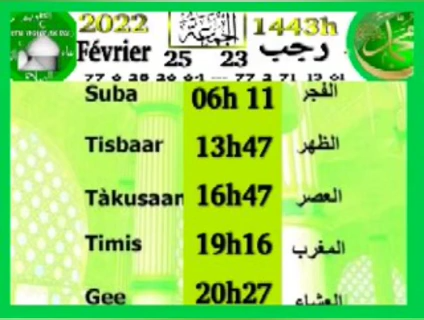 2022 الجمعة 1443h
Février 25 23 رجب
Suba 06h 11 الفجر
Tisbaar 13h47 الظهر
Tàkusaan 16h47 العصر
Timis 19h16 المغرب
Gee 20h27 العشاء